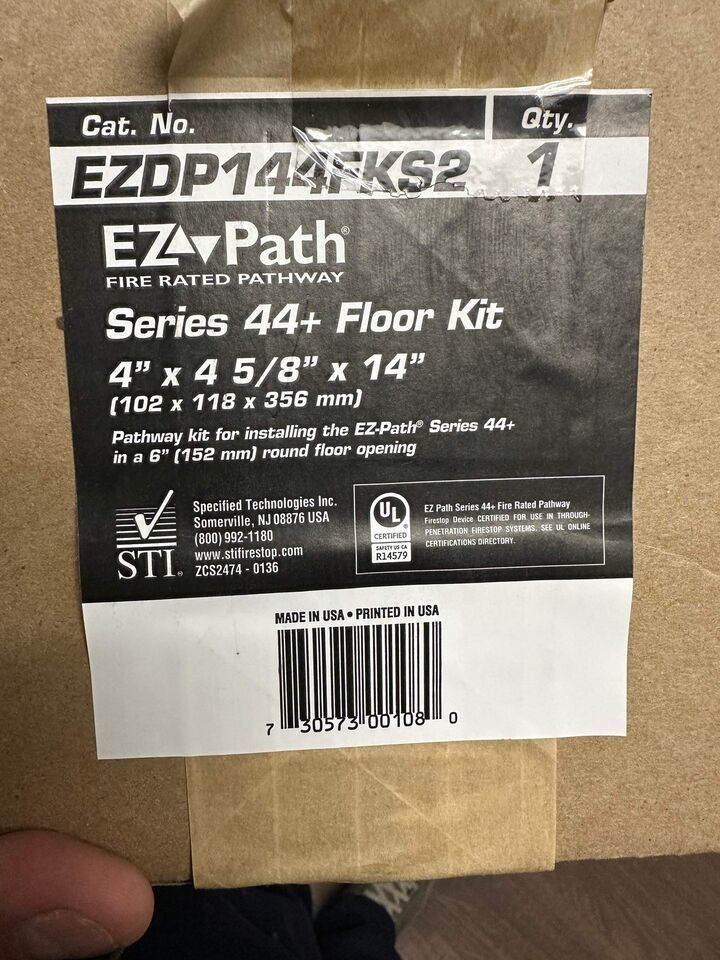 Cat. No. Qty.
EZDP144FKS2 1
EZ Path®
FIRE RATED PATHWAY
Series 44+ Floor Kit
4” x 4 5/8” x 14”
(102 x 118 x 356 mm)
Pathway kit for installing the EZ-Path® Series 44+
in a 6” (152 mm) round floor opening
STI®
Specified Technologies Inc.
Somerville, NJ 08876 USA
(800) 992-1180
www.stifirestop.com
ZCS2474 - 0136
UL
CERTIFIED
SAFETY US CA
R14579
EZ Path Series 44+ Fire Rated Pathway
Firestop Device CERTIFIED FOR USE IN THROUGH-
PENETRATION FIRESTOP SYSTEMS. SEE UL ONLINE
CERTIFICATIONS DIRECTORY.
MADE IN USA • PRINTED IN USA
7 30573 00108 0